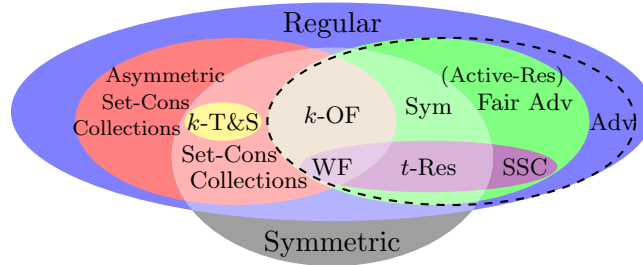 Regular
Asymmetric
Set-Cons
Collections
k-T&S
k-OF
Sym
(Active-Res)
Fair Adv
Adv
Set-Cons
Collections
WF
t-Res
SSC
Symmetric